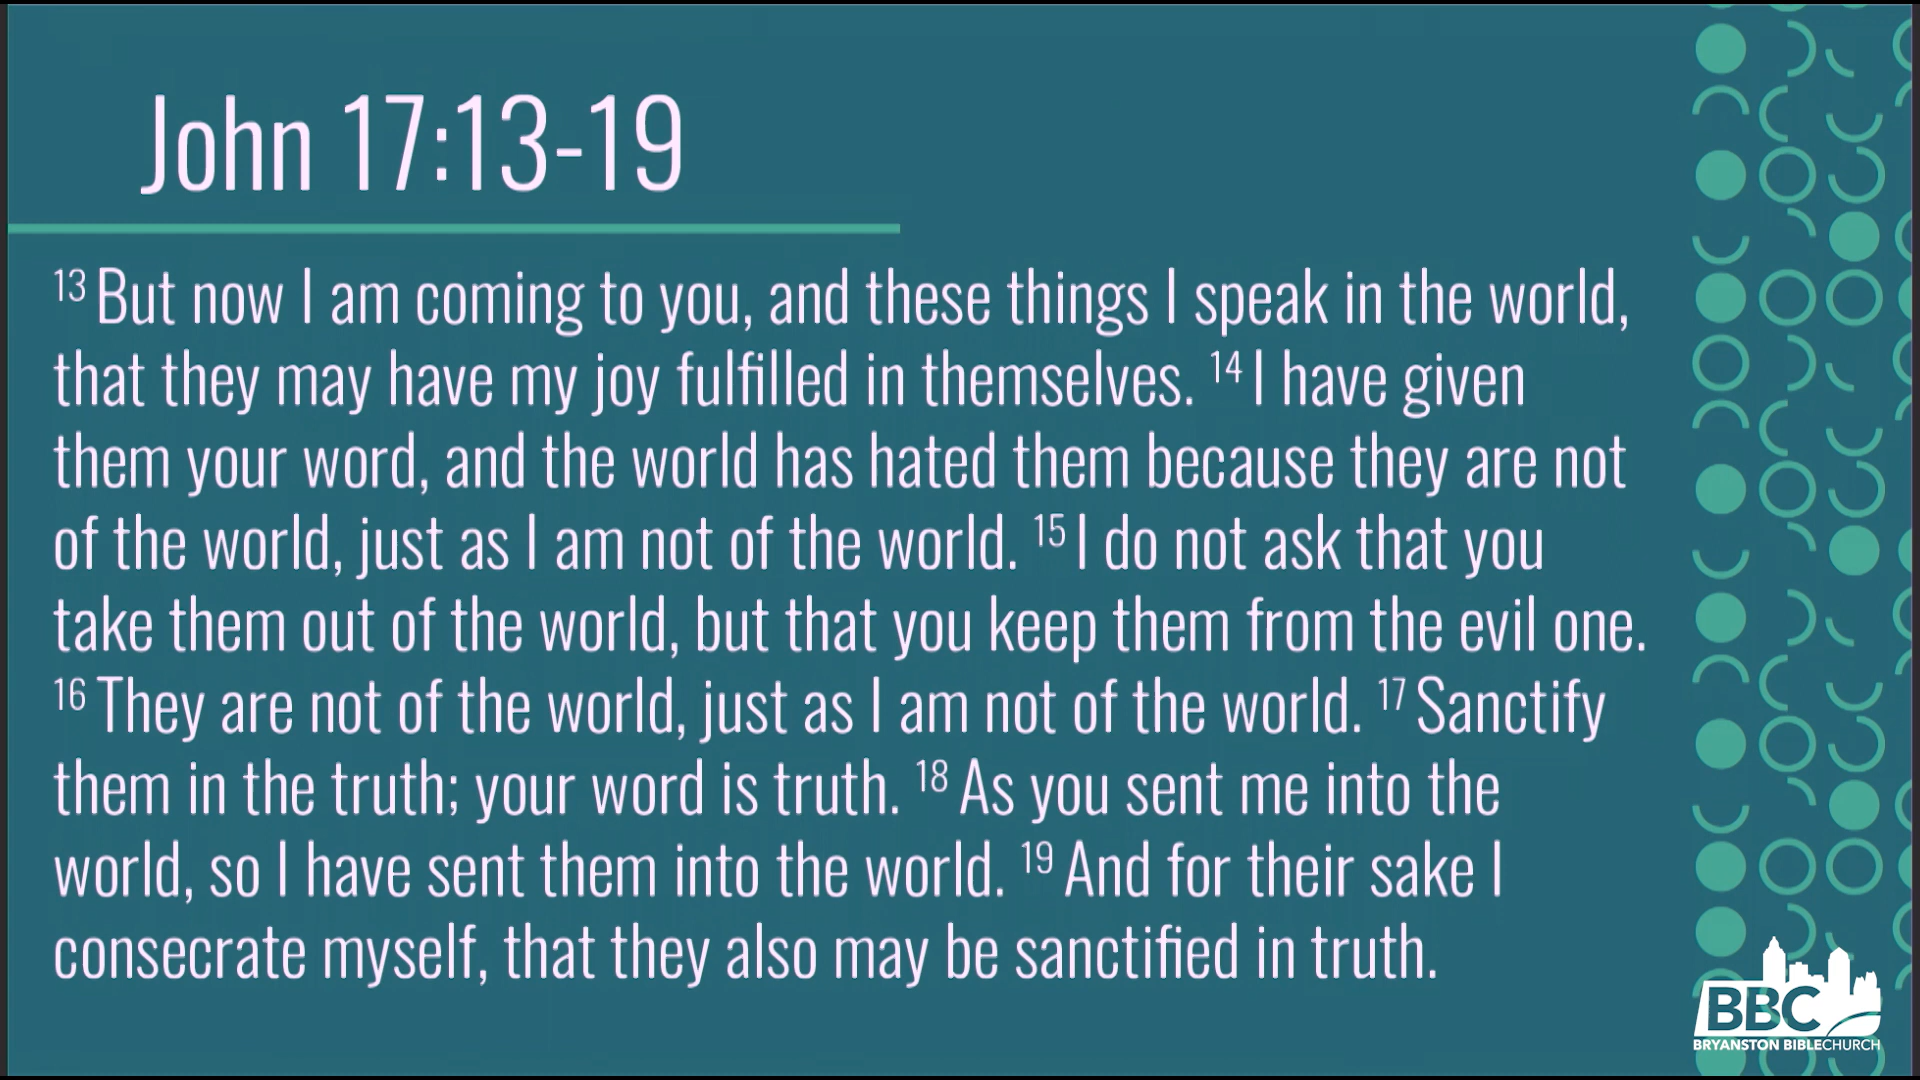 John 17:13-19
13 But now I am coming to you, and these things I speak in the world,
that they may have my joy fulfilled in themselves. 14 I have given
them your word, and the world has hated them because they are not
of the world, just as I am not of the world. 15 I do not ask that you
take them out of the world, but that you keep them from the evil one.
16 They are not of the world, just as I am not of the world. 17 Sanctify
them in the truth; your word is truth. 18 As you sent me into the
world, so I have sent them into the world. 19 And for their sake I
consecrate myself, that they also may be sanctified in truth.
BBC
BRYANSTON BIBLECHURCH